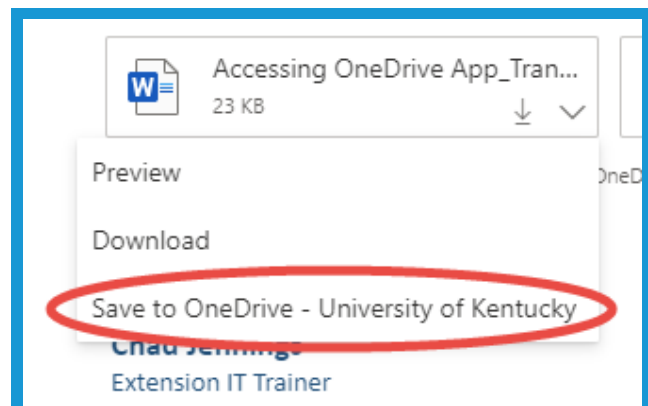 W
Accessing OneDrive App_Tran...
23 KB
Preview
Download
Save to OneDrive - University of Kentucky
Chad Jennings
Extension IT Trainer